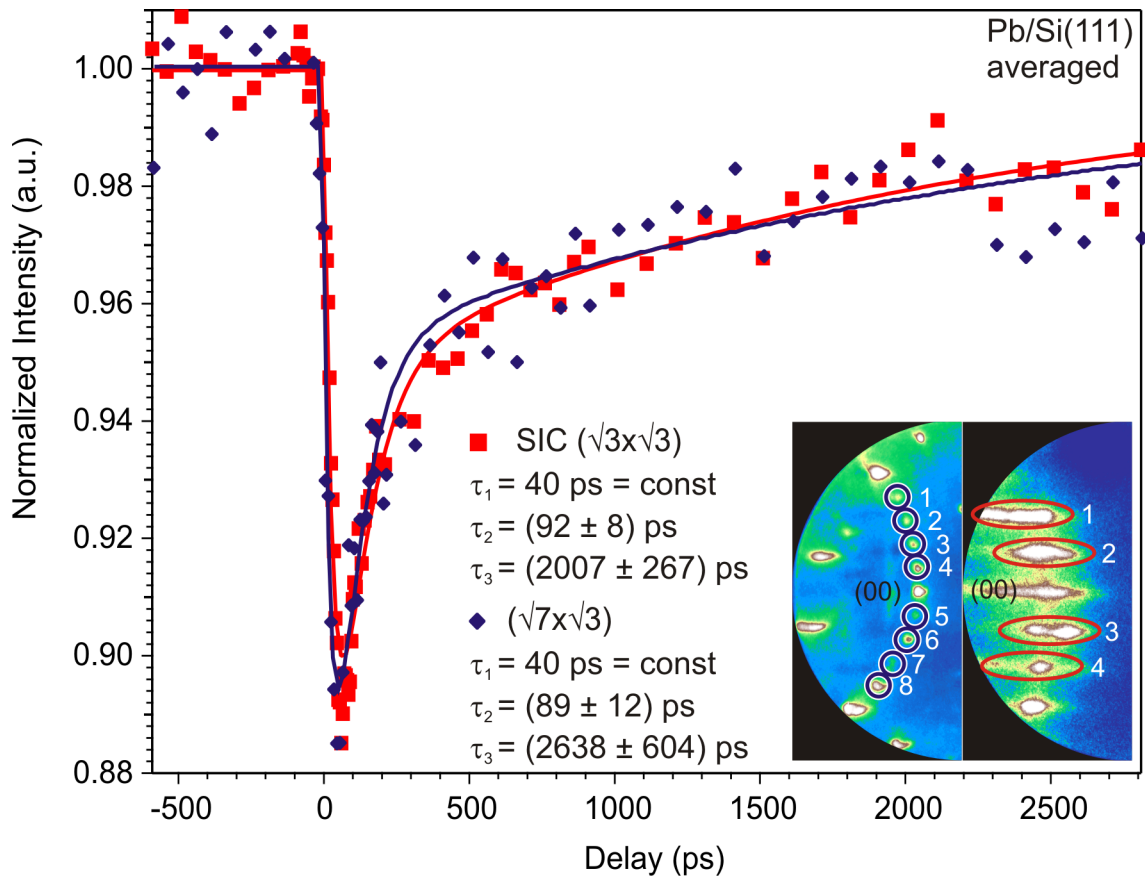 Pb/Si(111)
averaged
Normalized Intensity (a.u.)
1.00
0.98
0.96
0.94
0.92
0.90
0.88
SIC (√3x√3)
τ1 = 40 ps = const
τ2 = (92 ± 8) ps
τ3 = (2007 ± 267) ps
(√7x√3)
τ1 = 40 ps = const
τ2 = (89 ± 12) ps
τ3 = (2638 ± 604) ps
1
2
3
4
(00)
5
6
7
8
1
2
(00)
3
4
-500 0 500 1000 1500 2000 2500
Delay (ps)